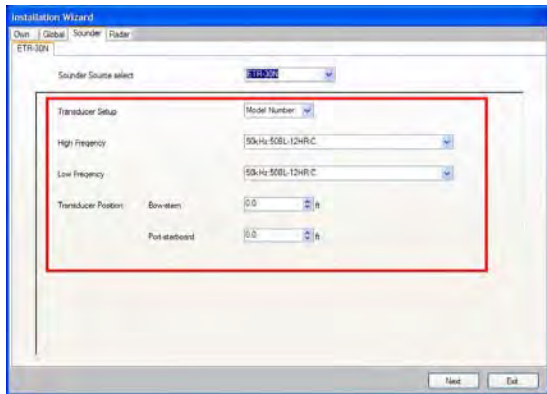 Installation Wizard
Own Global Sounder Radar
ETR-30N
Sounder Source select ETR-30N
Transducer Setup Model Number
High Freqency 50kHz:50BL-12HR:C
Low Freqency 50kHz:50BL-12HR:C
Transducer Position Bow-stern 0.0 ft
Port-starboard 0.0 ft
Next Exit